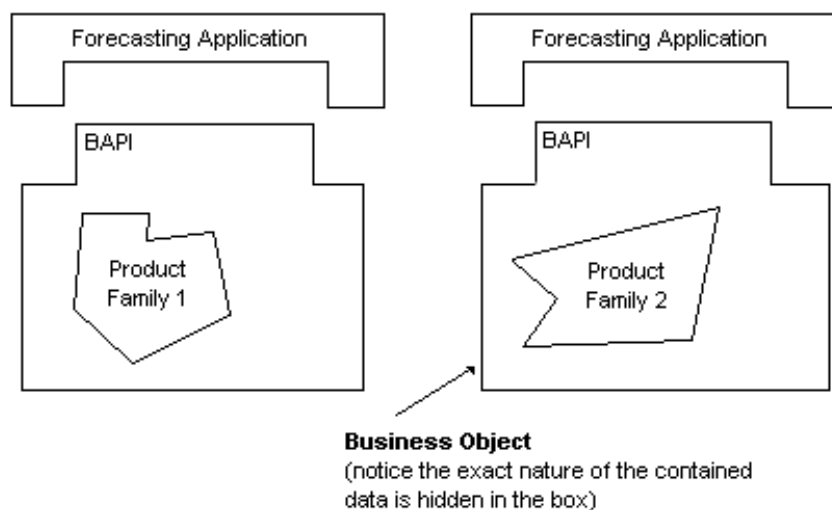 Forecasting Application
Forecasting Application
BAPI
BAPI
Product
Family 1
Product
Family 2
Business Object
(notice the exact nature of the contained
data is hidden in the box)